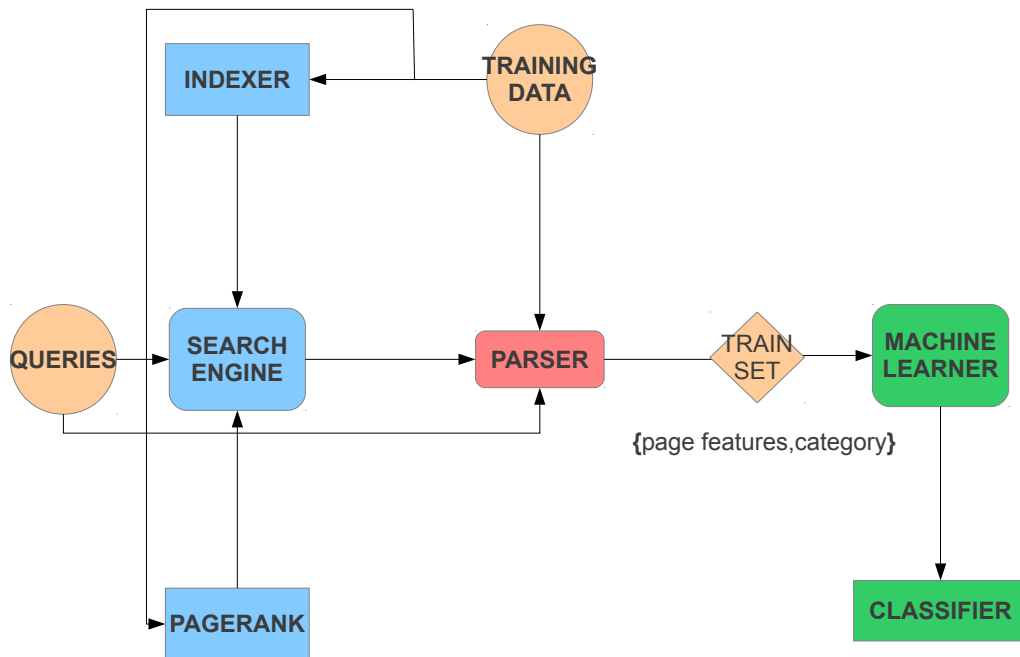 TRAINING
DATA
INDEXER
QUERIES
SEARCH
ENGINE
PARSER
TRAIN
SET
MACHINE
LEARNER
{page features,category}
PAGERANK
CLASSIFIER